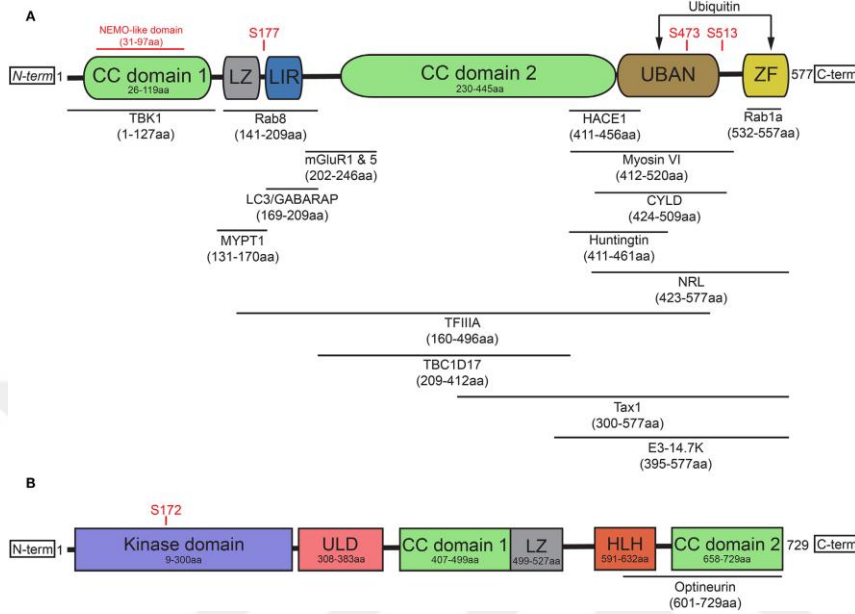 A
Ubiquitin
NEMO-like domain
(31-97aa)
S177
S473
S513
N-term
1
CC domain 1
26-119aa
LZ
LIR
CC domain 2
230-445aa
UBAN
ZF
577
C-term
TBK1
(1-127aa)
Rab8
(141-209aa)
HACE1
(411-456aa)
Rab1a
(532-557aa)
mGluR1 & 5
(202-246aa)
Myosin VI
(412-520aa)
LC3/GABARAP
(169-209aa)
CYLD
(424-509aa)
MYPT1
(131-170aa)
Huntingtin
(411-461aa)
NRL
(423-577aa)
TFIIIA
(160-496aa)
TBC1D17
(209-412aa)
Tax1
(300-577aa)
E3-14.7K
(395-577aa)
B
S172
N-term
1
Kinase domain
9-300aa
ULD
308-383aa
CC domain 1
407-499aa
LZ
499-527aa
HLH
591-632aa
CC domain 2
658-729aa
729
C-term
Optineurin
(601-729aa)